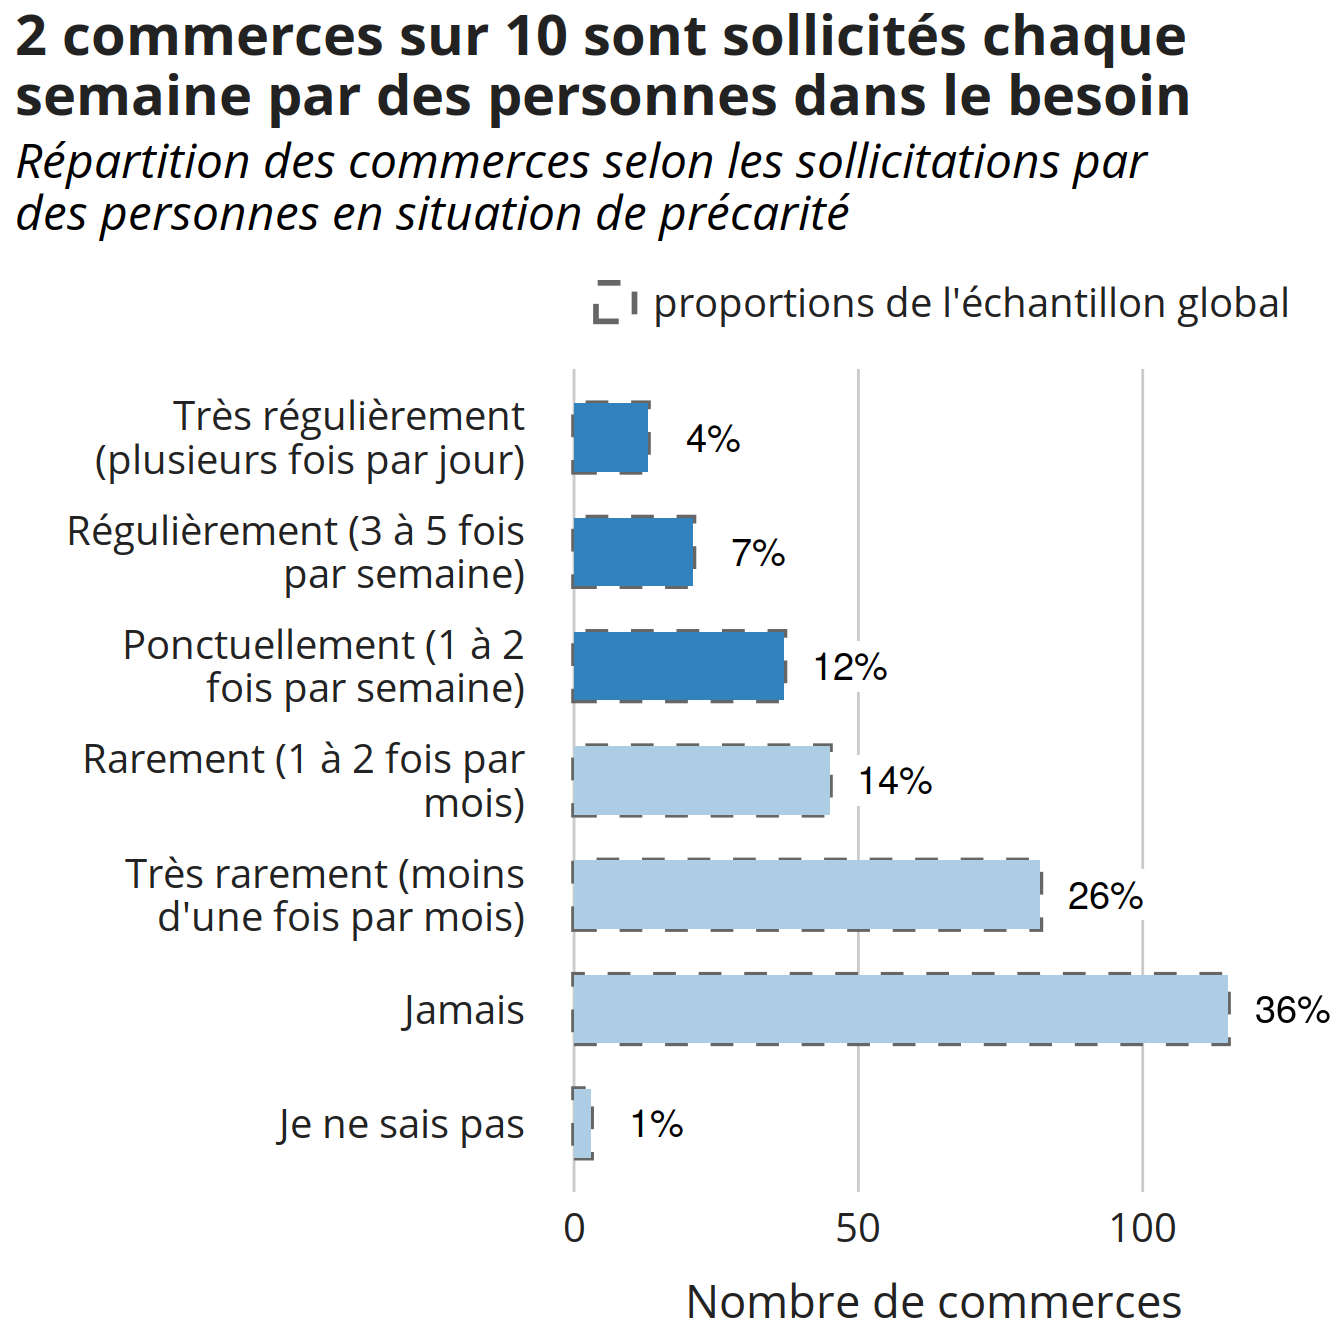 2 commerces sur 10 sont sollicités chaque
semaine par des personnes dans le besoin
Répartition des commerces selon les sollicitations par
des personnes en situation de précarité
proportions de l'échantillon global
Très régulièrement
(plusieurs fois par jour)
4%
Régulièrement (3 à 5 fois
par semaine)
7%
Ponctuellement (1 à 2
fois par semaine)
12%
Rarement (1 à 2 fois par
mois)
14%
Très rarement (moins
d'une fois par mois)
26%
Jamais
36%
Je ne sais pas
1%
0 50 100
Nombre de commerces